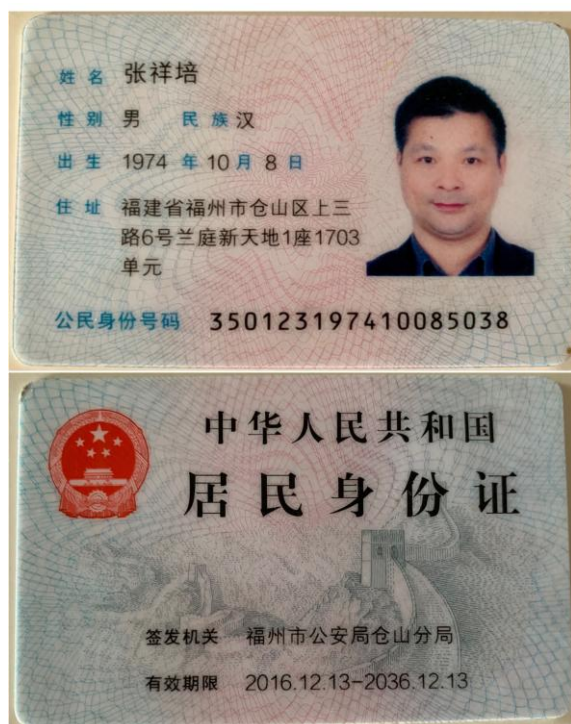 姓名 张祥培
性别 男 民族 汉
出生 1974 年 10 月 8 日
住址 福建省福州市仓山区上三
路6号兰庭新天地1座1703
单元
公民身份号码 350123197410085038
中华人民共和国
居民身份证
签发机关 福州市公安局仓山分局
有效期限 2016.12.13-2036.12.13